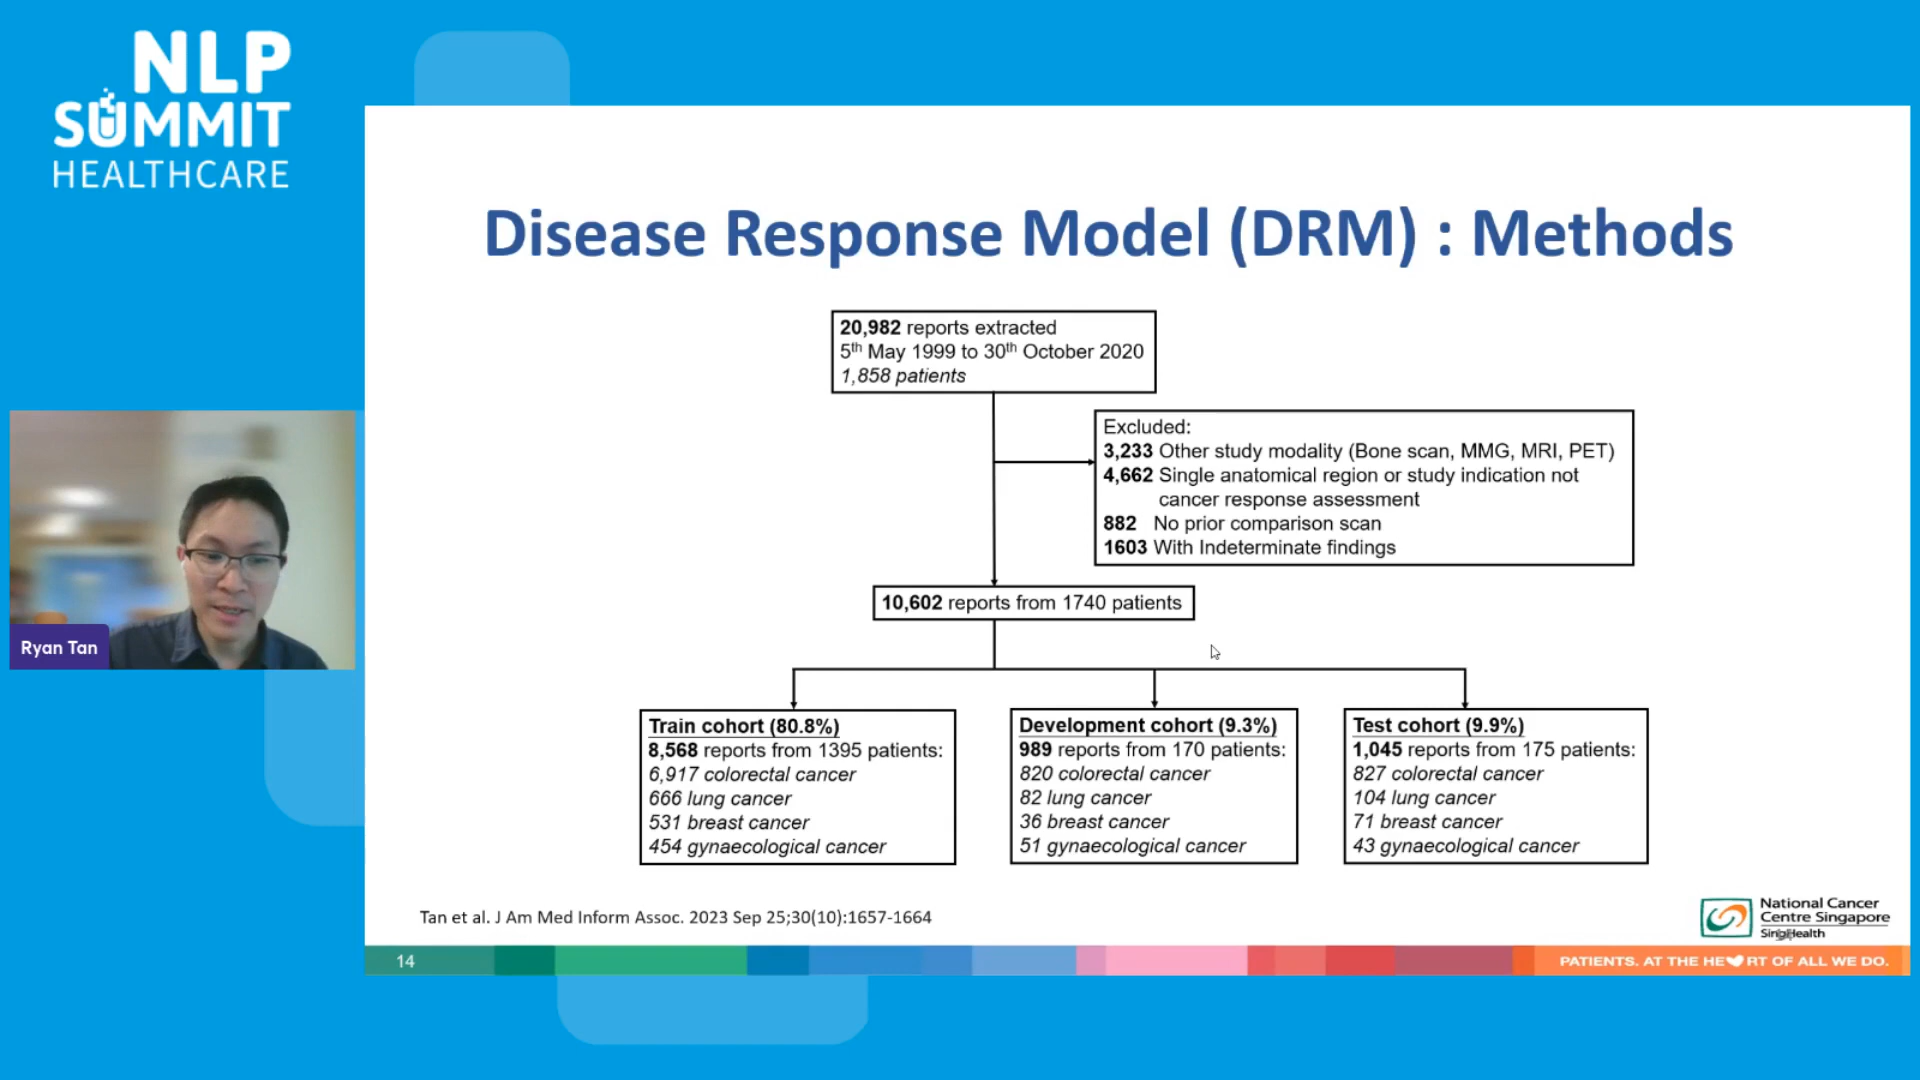 NLP
SUMMIT
HEALTHCARE
Disease Response Model (DRM) : Methods
20,982 reports extracted
5th May 1999 to 30th October 2020
1,858 patients
Excluded:
3,233 Other study modality (Bone scan, MMG, MRI, PET)
4,662 Single anatomical region or study indication not
cancer response assessment
882 No prior comparison scan
1603 With Indeterminate findings
10,602 reports from 1740 patients
Train cohort (80.8%)
8,568 reports from 1395 patients:
6,917 colorectal cancer
666 lung cancer
531 breast cancer
454 gynaecological cancer
Development cohort (9.3%)
989 reports from 170 patients:
820 colorectal cancer
82 lung cancer
36 breast cancer
51 gynaecological cancer
Test cohort (9.9%)
1,045 reports from 175 patients:
827 colorectal cancer
104 lung cancer
71 breast cancer
43 gynaecological cancer
Ryan Tan
Tan et al. J Am Med Inform Assoc. 2023 Sep 25;30(10):1657-1664
National Cancer
Centre Singapore
SingHealth
14
PATIENTS. AT THE HE RT OF ALL WE DO.